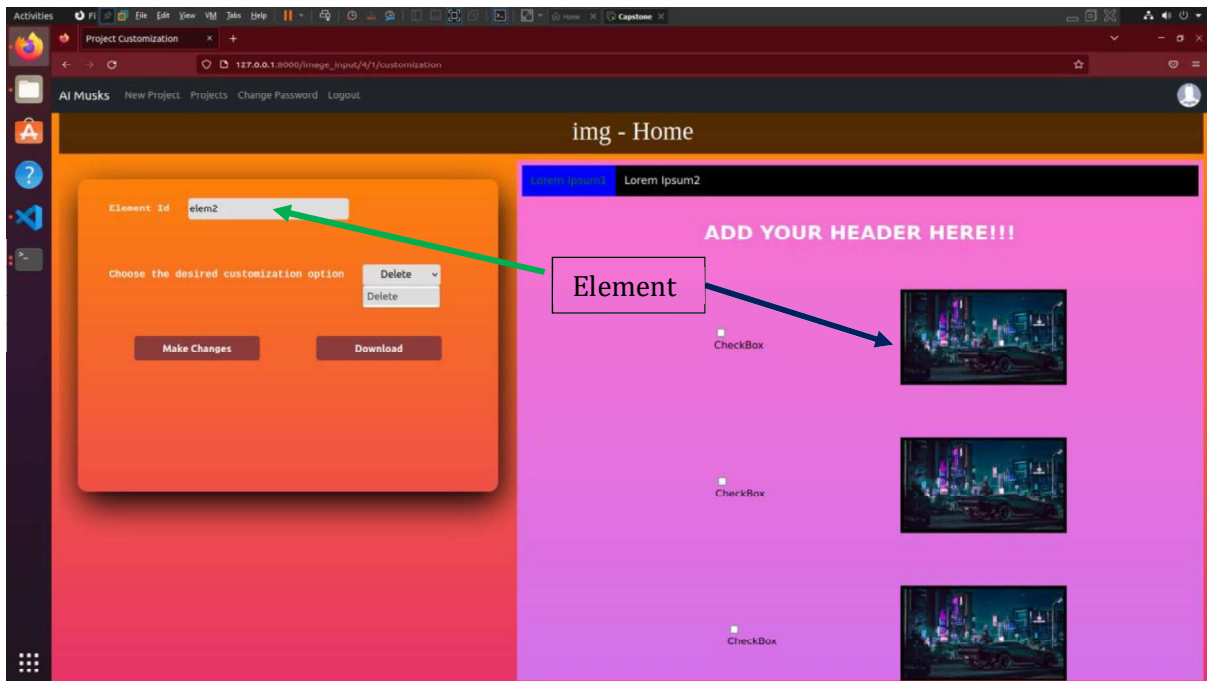 Activities
Fi File Edit View VM Tabs Help
Home Capstone
Project Customization
127.0.0.1:8000/image_input/4/1/customization
AI Musks New Project Projects Change Password Logout
img - Home
Lorem Ipsum1 Lorem Ipsum2
Element Id elem2
ADD YOUR HEADER HERE!!!
Choose the desired customization option Delete
Delete
Element
Make Changes Download
CheckBox
CheckBox
CheckBox